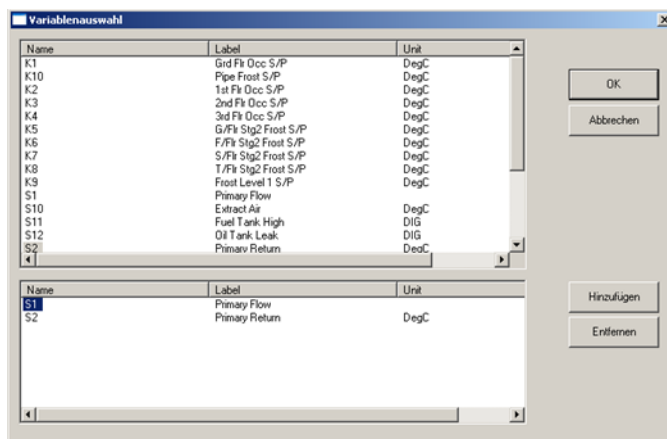 Variablenauswahl
Name Label Unit
K1 Grd Flr Occ S/P DegC
K10 Pipe Frost S/P DegC
K2 1st Flr Occ S/P DegC
K3 2nd Flr Occ S/P DegC
K4 3rd Flr Occ S/P DegC
K5 G/Flr Stg2 Frost S/P DegC
K6 F/Flr Stg2 Frost S/P DegC
K7 S/Flr Stg2 Frost S/P DegC
K8 T/Flr Stg2 Frost S/P DegC
K9 Frost Level 1 S/P DegC
S1 Primary Flow
S10 Extract Air DegC
S11 Fuel Tank High DIG
S12 Oil Tank Leak DIG
S2 Primary Return DegC
OK
Abbrechen
Name Label Unit
S1 Primary Flow
S2 Primary Return DegC
Hinzufügen
Entfernen